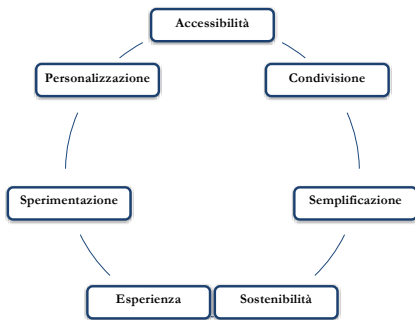 Accessibilità
Personalizzazione
Condivisione
Sperimentazione
Semplificazione
Esperienza
Sostenibilità